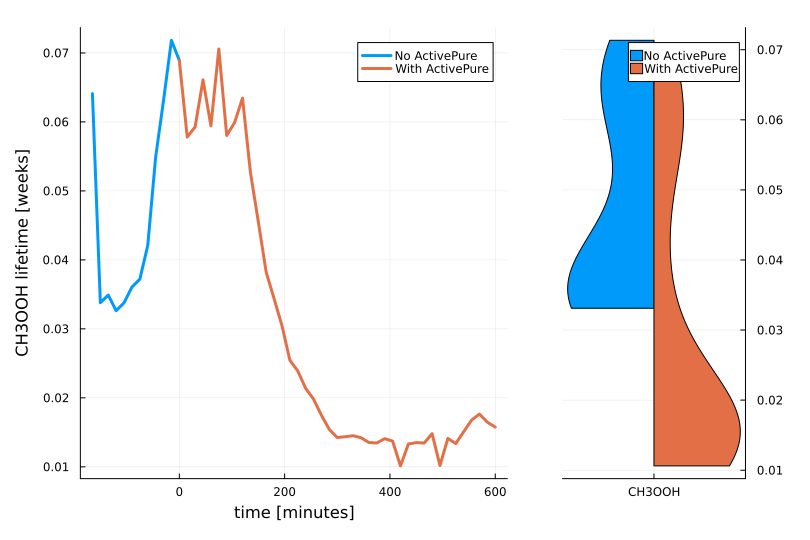 CH3OOH lifetime [weeks]
0.07
0.06
0.05
0.04
0.03
0.02
0.01
No ActivePure
With ActivePure
0
200
400
600
time [minutes]
No ActivePure
With ActivePure
0.07
0.06
0.05
0.04
0.03
0.02
0.01
CH3OOH